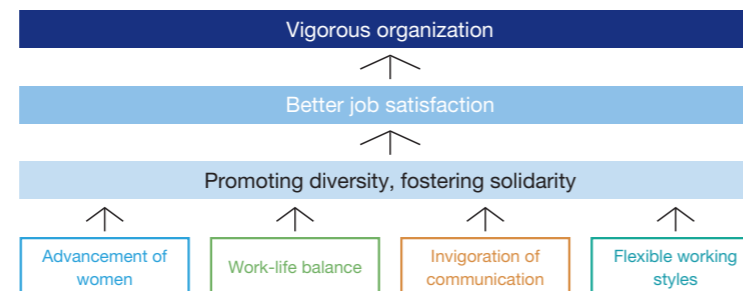 Vigorous organization
Better job satisfaction
Promoting diversity, fostering solidarity
Advancement of
women
Work-life balance
Invigoration of
communication
Flexible working
styles